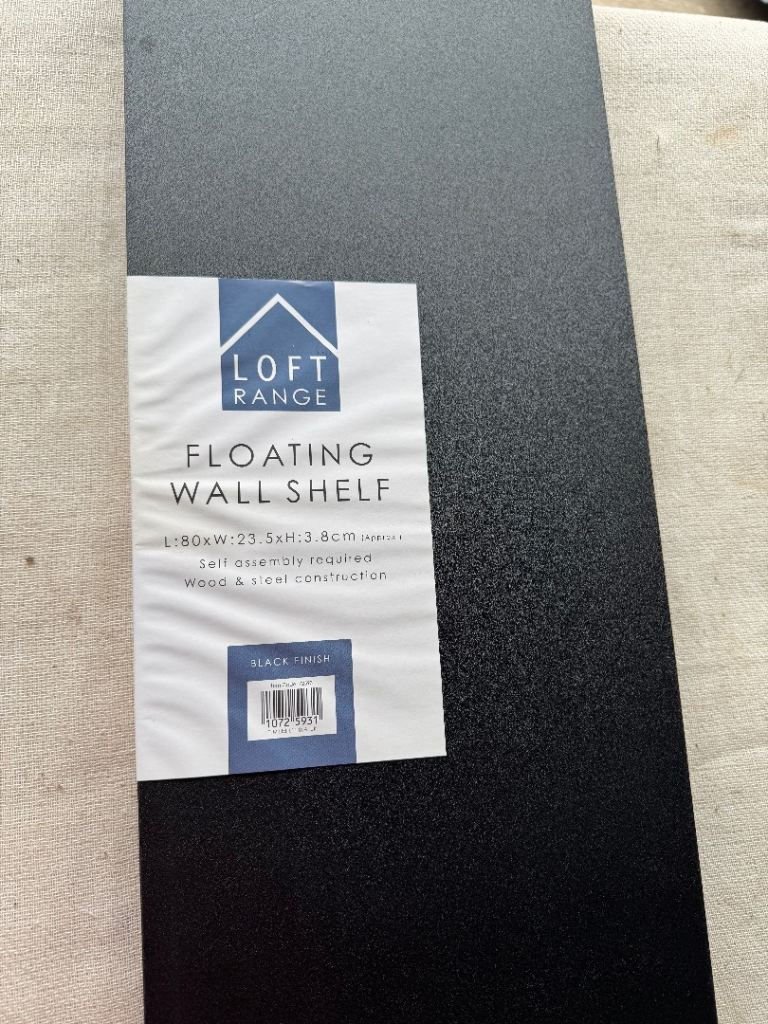 LOFT
RANGE
FLOATING
WALL SHELF
L:80xW:23.5xH:3.8cm (Approx.)
Self assembly required
Wood & steel construction
BLACK FINISH
1072 5931